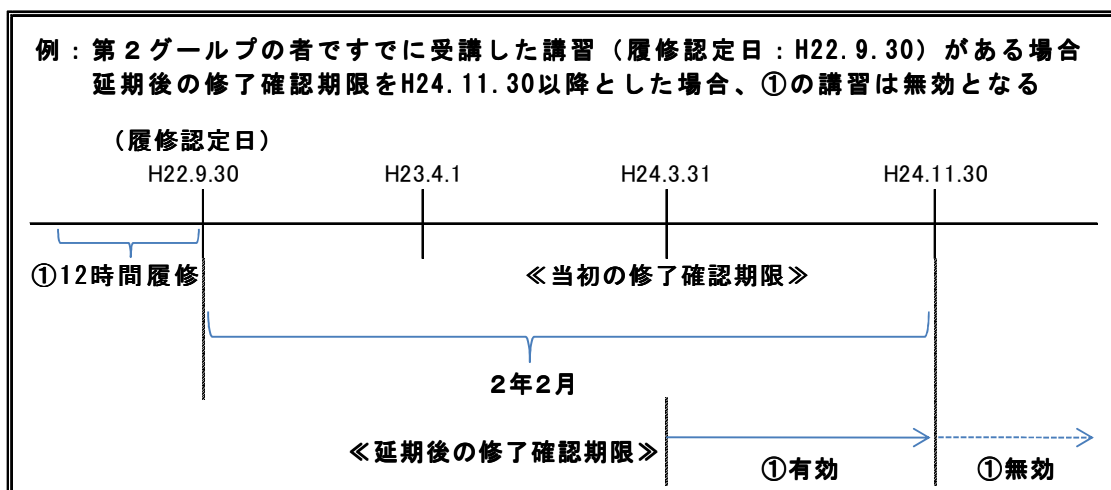 例：第２グールプの者ですでに受講した講習（履修認定日：H22.9.30）がある場合
延期後の修了確認期限をH24.11.30以降とした場合、①の講習は無効となる
（履修認定日）
H22.9.30 H23.4.1 H24.3.31 H24.11.30
①12時間履修 ≪当初の修了確認期限≫
２年２月
≪延期後の修了確認期限≫ ①有効 ①無効